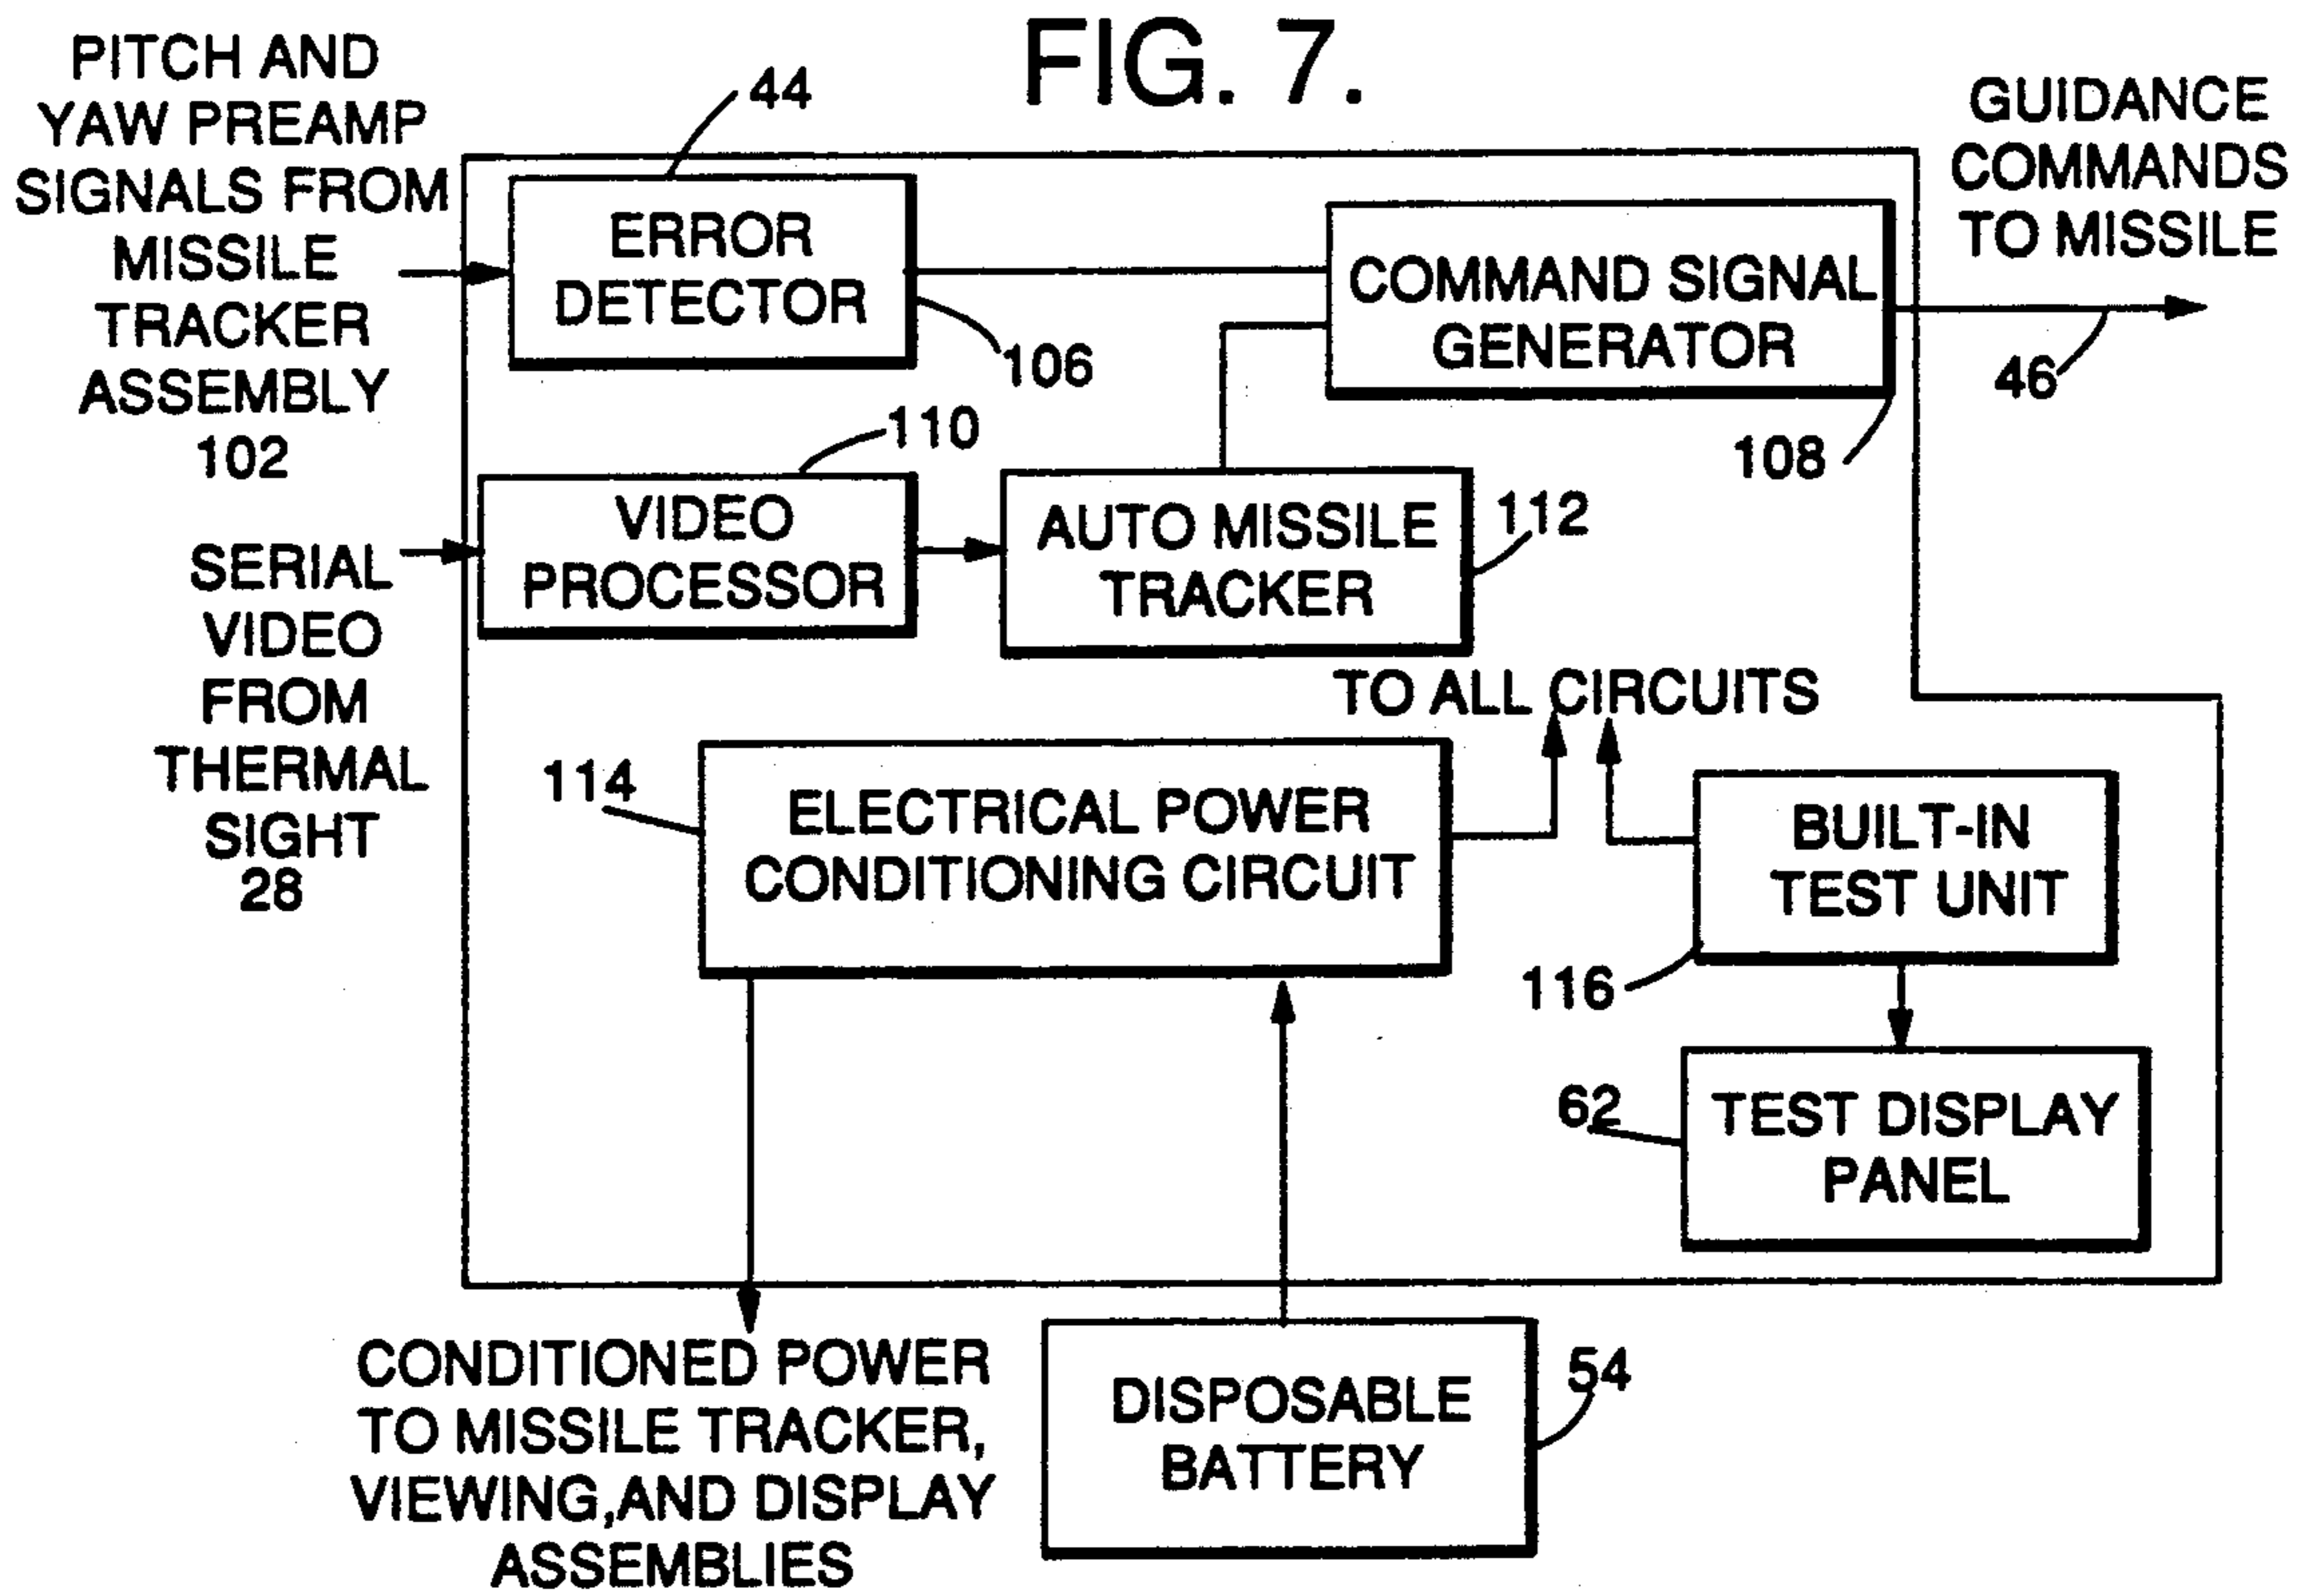 FIG. 7.
PITCH AND
YAW PREAMP
SIGNALS FROM
MISSILE
TRACKER
ASSEMBLY
102
44
ERROR
DETECTOR
106
COMMAND SIGNAL
GENERATOR
108
GUIDANCE
COMMANDS
TO MISSILE
46
SERIAL
VIDEO
FROM
THERMAL
SIGHT
28
110
VIDEO
PROCESSOR
AUTO MISSILE
TRACKER
112
TO ALL CIRCUITS
114
ELECTRICAL POWER
CONDITIONING CIRCUIT
BUILT-IN
TEST UNIT
116
62
TEST DISPLAY
PANEL
CONDITIONED POWER
TO MISSILE TRACKER,
VIEWING,AND DISPLAY
ASSEMBLIES
DISPOSABLE
BATTERY
54